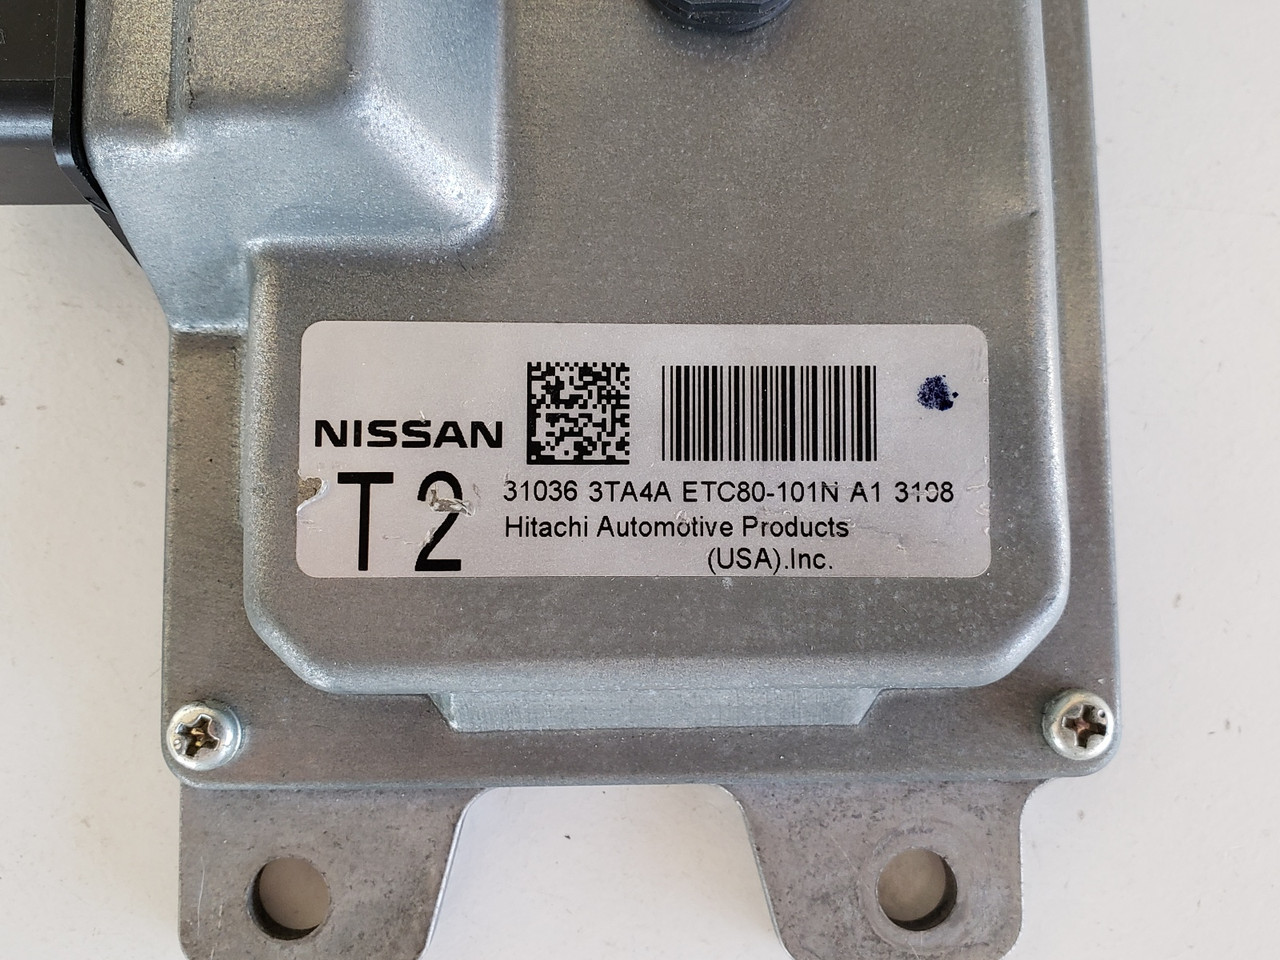 NISSAN
T2
31036 3TA4A ETC80-101N A1 3108
Hitachi Automotive Products
(USA).Inc.